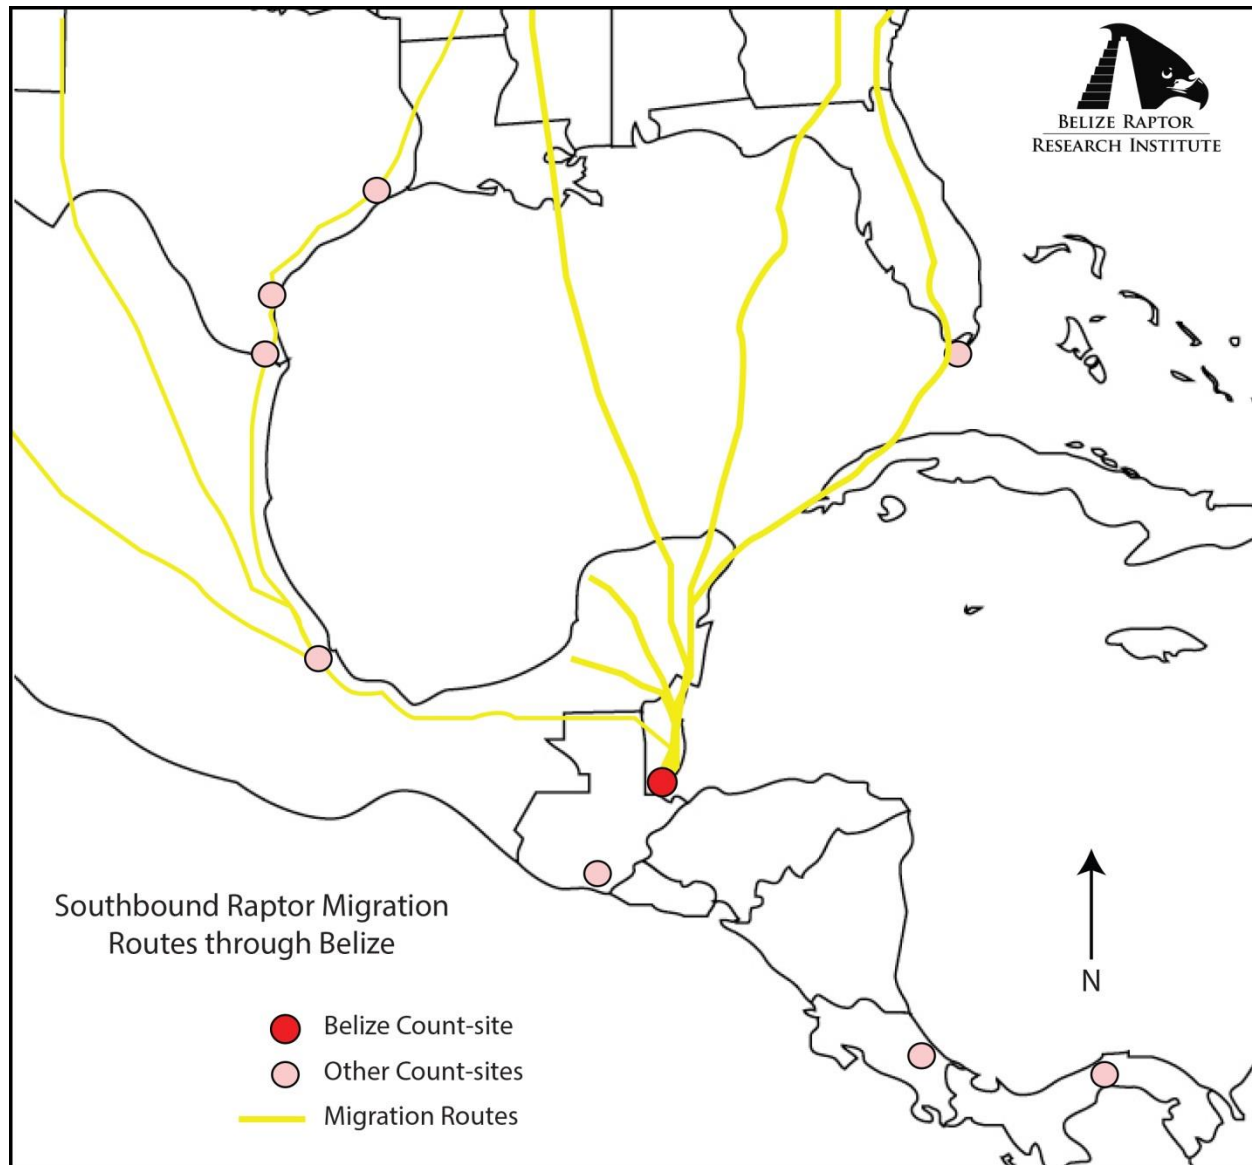 BELIZE RAPTOR
RESEARCH INSTITUTE
Southbound Raptor Migration
Routes through Belize
N
Belize Count-site
Other Count-sites
Migration Routes